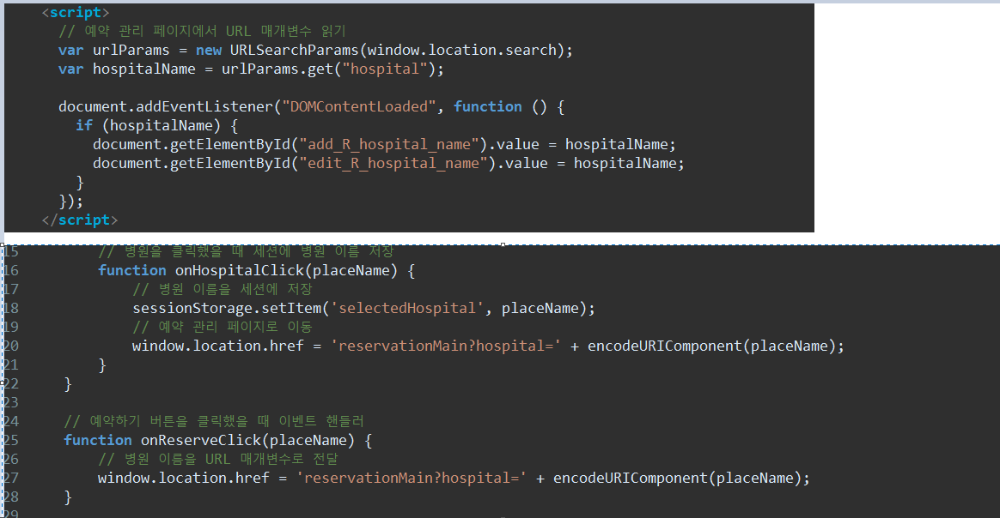 <script>
// 예약 관리 페이지에서 URL 매개변수 읽기
var urlParams = new URLSearchParams(window.location.search);
var hospitalName = urlParams.get("hospital");
document.addEventListener("DOMContentLoaded", function () {
if (hospitalName) {
document.getElementById("add_R_hospital_name").value = hospitalName;
document.getElementById("edit_R_hospital_name").value = hospitalName;
}
});
</script>
15 // 병원을 클릭했을 때 세션에 병원 이름 저장
16 function onHospitalClick(placeName) {
17 // 병원 이름을 세션에 저장
18 sessionStorage.setItem('selectedHospital', placeName);
19 // 예약 관리 페이지로 이동
20 window.location.href = 'reservationMain?hospital=' + encodeURIComponent(placeName);
21 }
22 }
23
24 // 예약하기 버튼을 클릭했을 때 이벤트 핸들러
25 function onReserveClick(placeName) {
26 // 병원 이름을 URL 매개변수로 전달
27 window.location.href = 'reservationMain?hospital=' + encodeURIComponent(placeName);
28 }
29